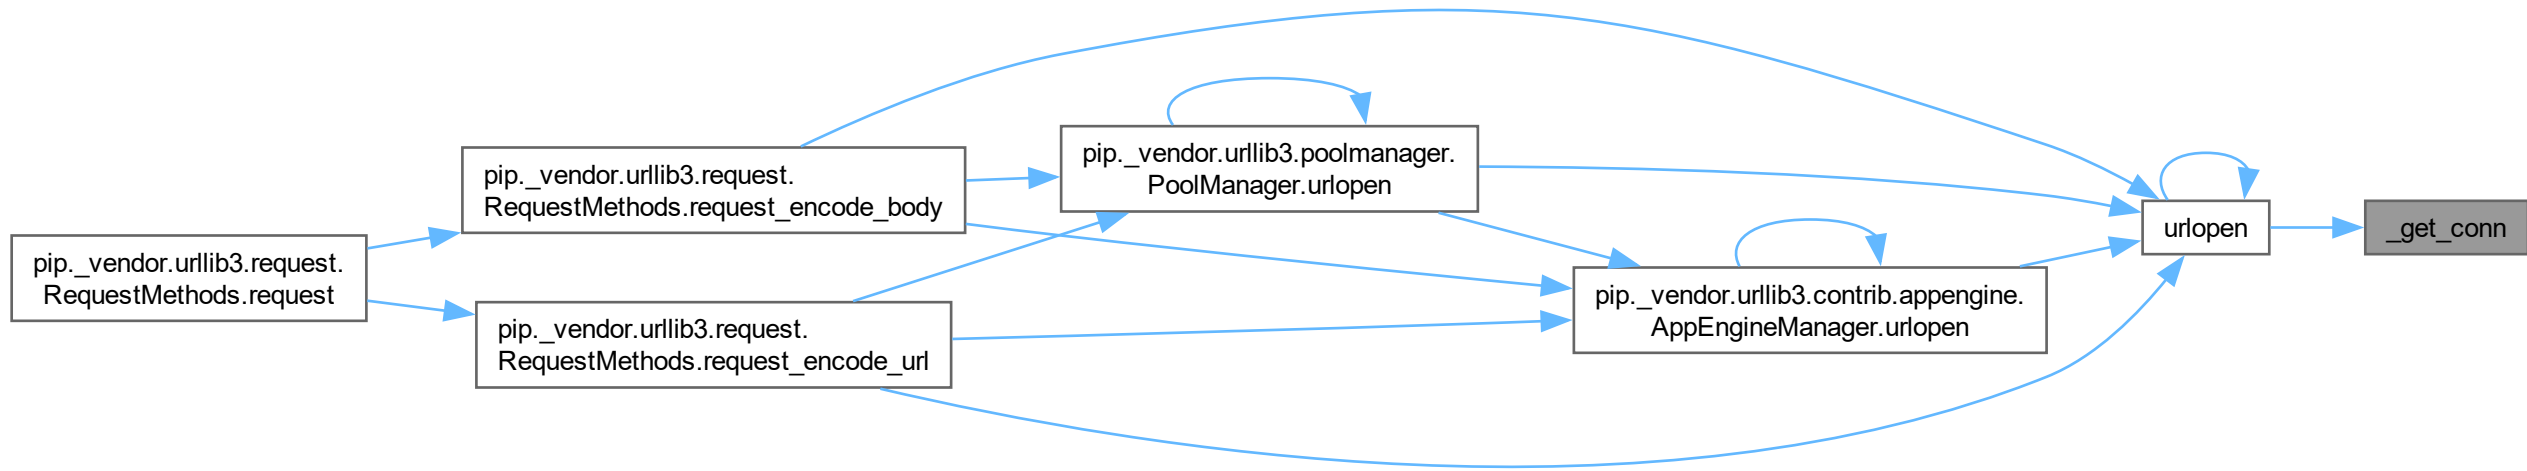 pip._vendor.urllib3.request.
RequestMethods.request
pip._vendor.urllib3.request.
RequestMethods.request_encode_body
pip._vendor.urllib3.request.
RequestMethods.request_encode_url
pip._vendor.urllib3.poolmanager.
PoolManager.urlopen
pip._vendor.urllib3.contrib.appengine.
AppEngineManager.urlopen
urlopen
_get_conn